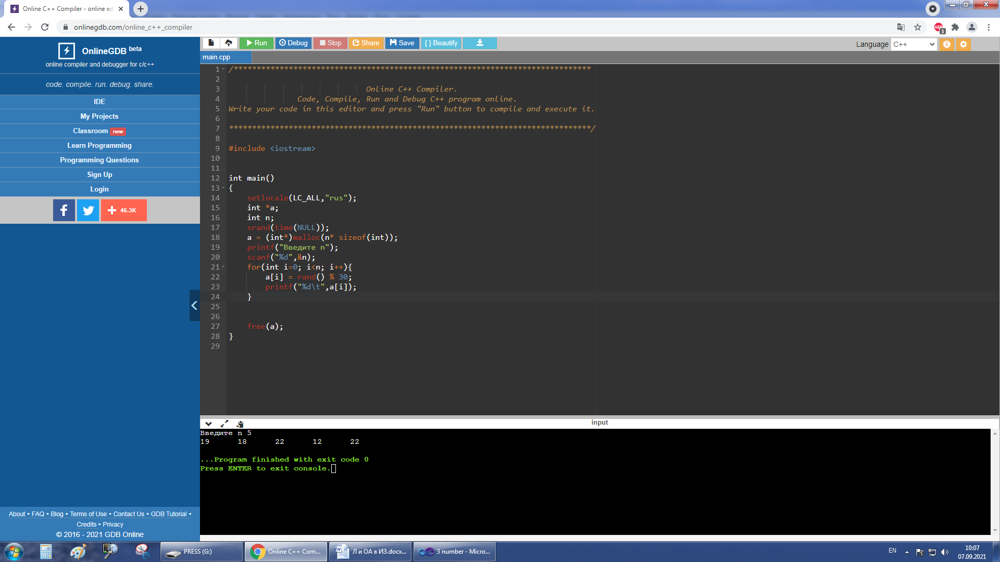 Online C++ Compiler - online ed
onlinegdb.com/online_c++_compiler
ABP
3
OnlineGDB beta
online compiler and debugger for c/c++
code. compile. run. debug. share.
IDE
My Projects
Classroom new
Learn Programming
Programming Questions
Sign Up
Login
46.3K
About • FAQ • Blog • Terms of Use • Contact Us • GDB Tutorial •
Credits • Privacy
© 2016 - 2021 GDB Online
Run Debug Stop Share Save { } Beautify
Language C++
main.cpp
1 /******************************************************************************
2
3 Online C++ Compiler.
4 Code, Compile, Run and Debug C++ program online.
5 Write your code in this editor and press "Run" button to compile and execute it.
6
7 *******************************************************************************/
8
9 #include <iostream>
10
11
12 int main()
13 {
14 setlocale(LC_ALL,"rus");
15 int *a;
16 int n;
17 srand(time(NULL));
18 a = (int*)malloc(n* sizeof(int));
19 printf("Введите n");
20 scanf("%d",&n);
21 for(int i=0; i<n; i++){
22 a[i] = rand() % 30;
23 printf("%d\t",a[i]);
24 }
25
26
27 free(a);
28 }
29
input
Введите n 5
19 18 22 12 22
...Program finished with exit code 0
Press ENTER to exit console.
PRESS (G:)
Online C++ Com...
Л и ОА в ИЗ.docx...
3 number - Micro...
EN
10:07
07.09.2021